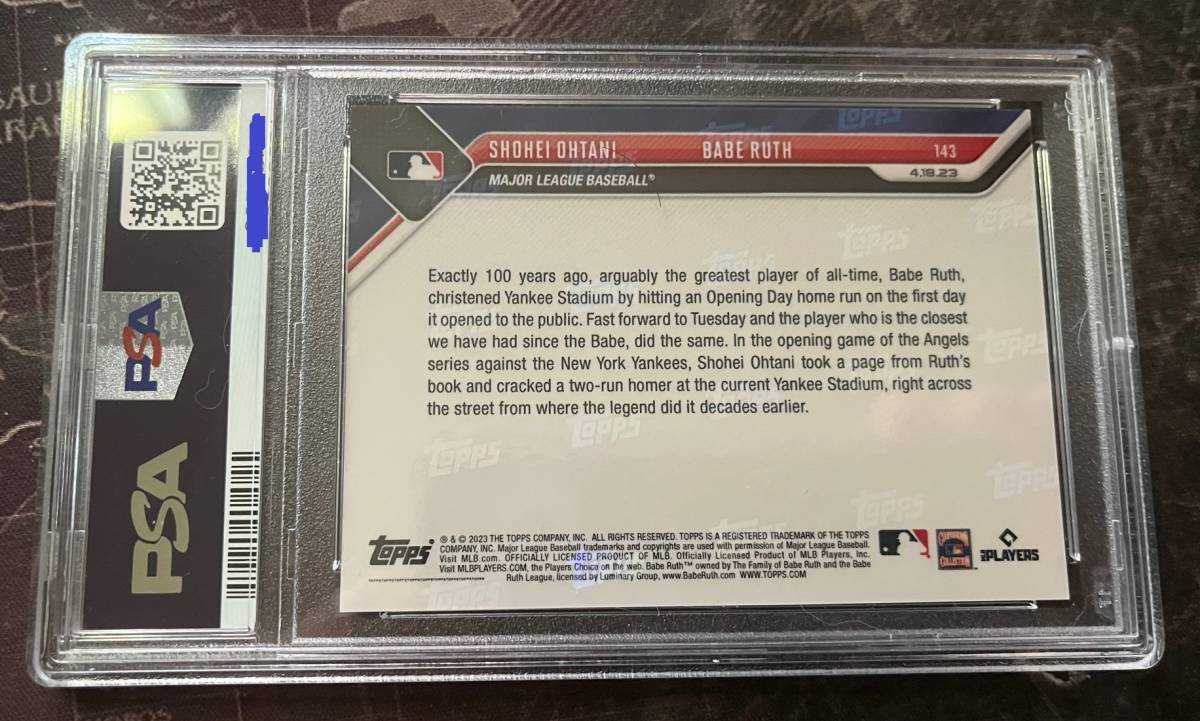 SHOHEI OHTANI BABE RUTH 143
MAJOR LEAGUE BASEBALL® 4.18.23
Exactly 100 years ago, arguably the greatest player of all-time, Babe Ruth,
christened Yankee Stadium by hitting an Opening Day home run on the first day
it opened to the public. Fast forward to Tuesday and the player who is the closest
we have had since the Babe, did the same. In the opening game of the Angels
series against the New York Yankees, Shohei Ohtani took a page from Ruth's
book and cracked a two-run homer at the current Yankee Stadium, right across
the street from where the legend did it decades earlier.
Topps
® & © 2023 THE TOPPS COMPANY, INC. ALL RIGHTS RESERVED. TOPPS IS A REGISTERED TRADEMARK OF THE TOPPS
COMPANY, INC. Major League Baseball trademarks and copyrights are used with permission of Major League Baseball.
Visit MLB.com. OFFICIALLY LICENSED PRODUCT OF MLB. Officially Licensed Product of MLB Players, Inc.
Visit MLBPLAYERS.COM, the Players Choice on the web. Babe Ruth™ owned by The Family of Babe Ruth and the Babe
Ruth League, licensed by Luminary Group, www.BabeRuth.com WWW.TOPPS.COM
PLAYERS
PSA
PSA